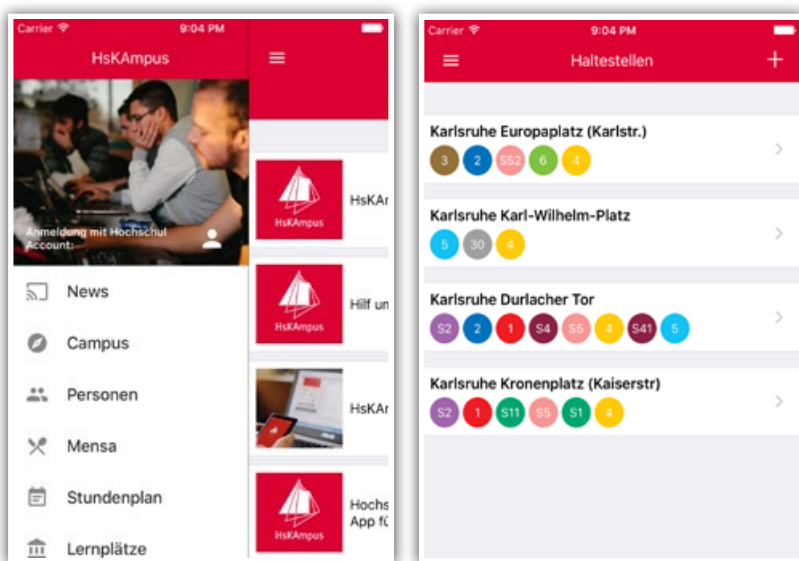 Carrier 9:04 PM
HsKAmpus
Anmeldung mit Hochschul
Account:
News
Campus
Personen
Mensa
Stundenplan
Lernplätze
HsKAmpus
HsKAr
HsKAmpus
Hilf un
HsKAr
HsKAmpus
Hochs
App fü
Carrier 9:04 PM
Haltestellen
Karlsruhe Europaplatz (Karlstr.)
3 2 S52 6 4
Karlsruhe Karl-Wilhelm-Platz
5 30 4
Karlsruhe Durlacher Tor
S2 2 1 S4 S5 4 S41 5
Karlsruhe Kronenplatz (Kaiserstr)
S2 1 S11 S5 S1 4